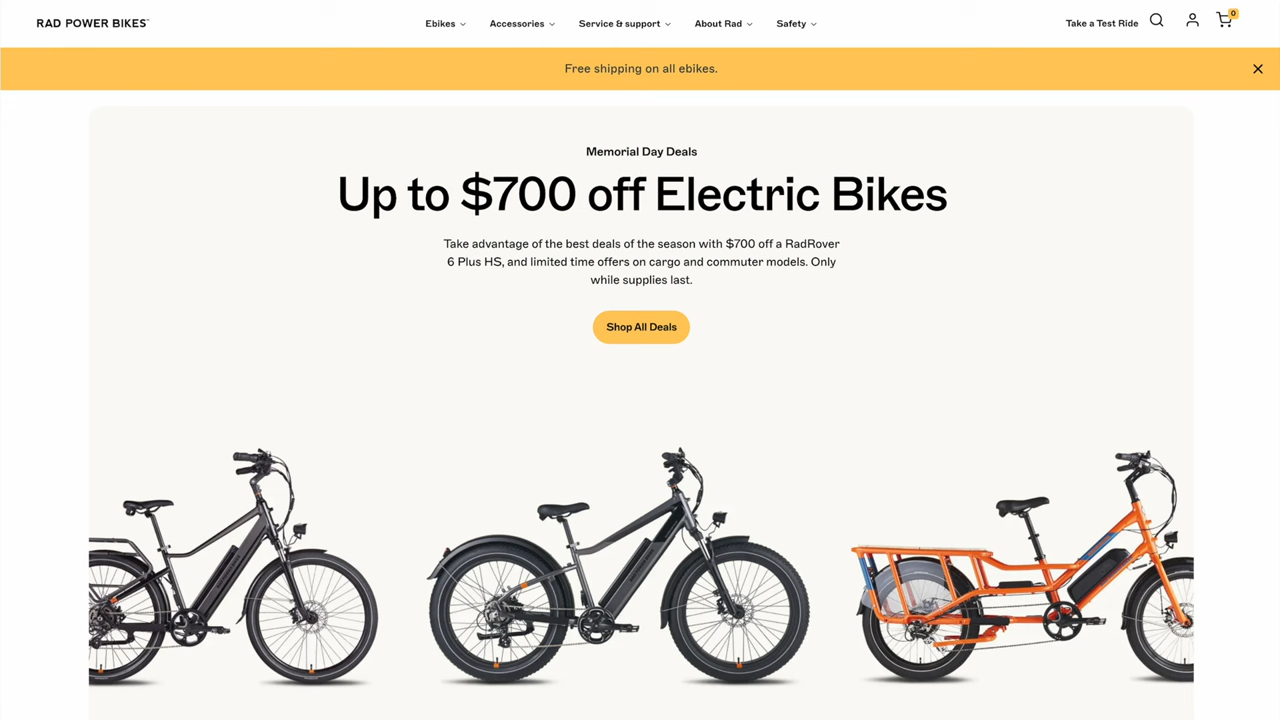 RAD POWER BIKES
Ebikes
Accessories
Service & support
About Rad
Safety
Take a Test Ride
0
Free shipping on all ebikes.
Memorial Day Deals
Up to $700 off Electric Bikes
Take advantage of the best deals of the season with $700 off a RadRover
6 Plus HS, and limited time offers on cargo and commuter models. Only
while supplies last.
Shop All Deals